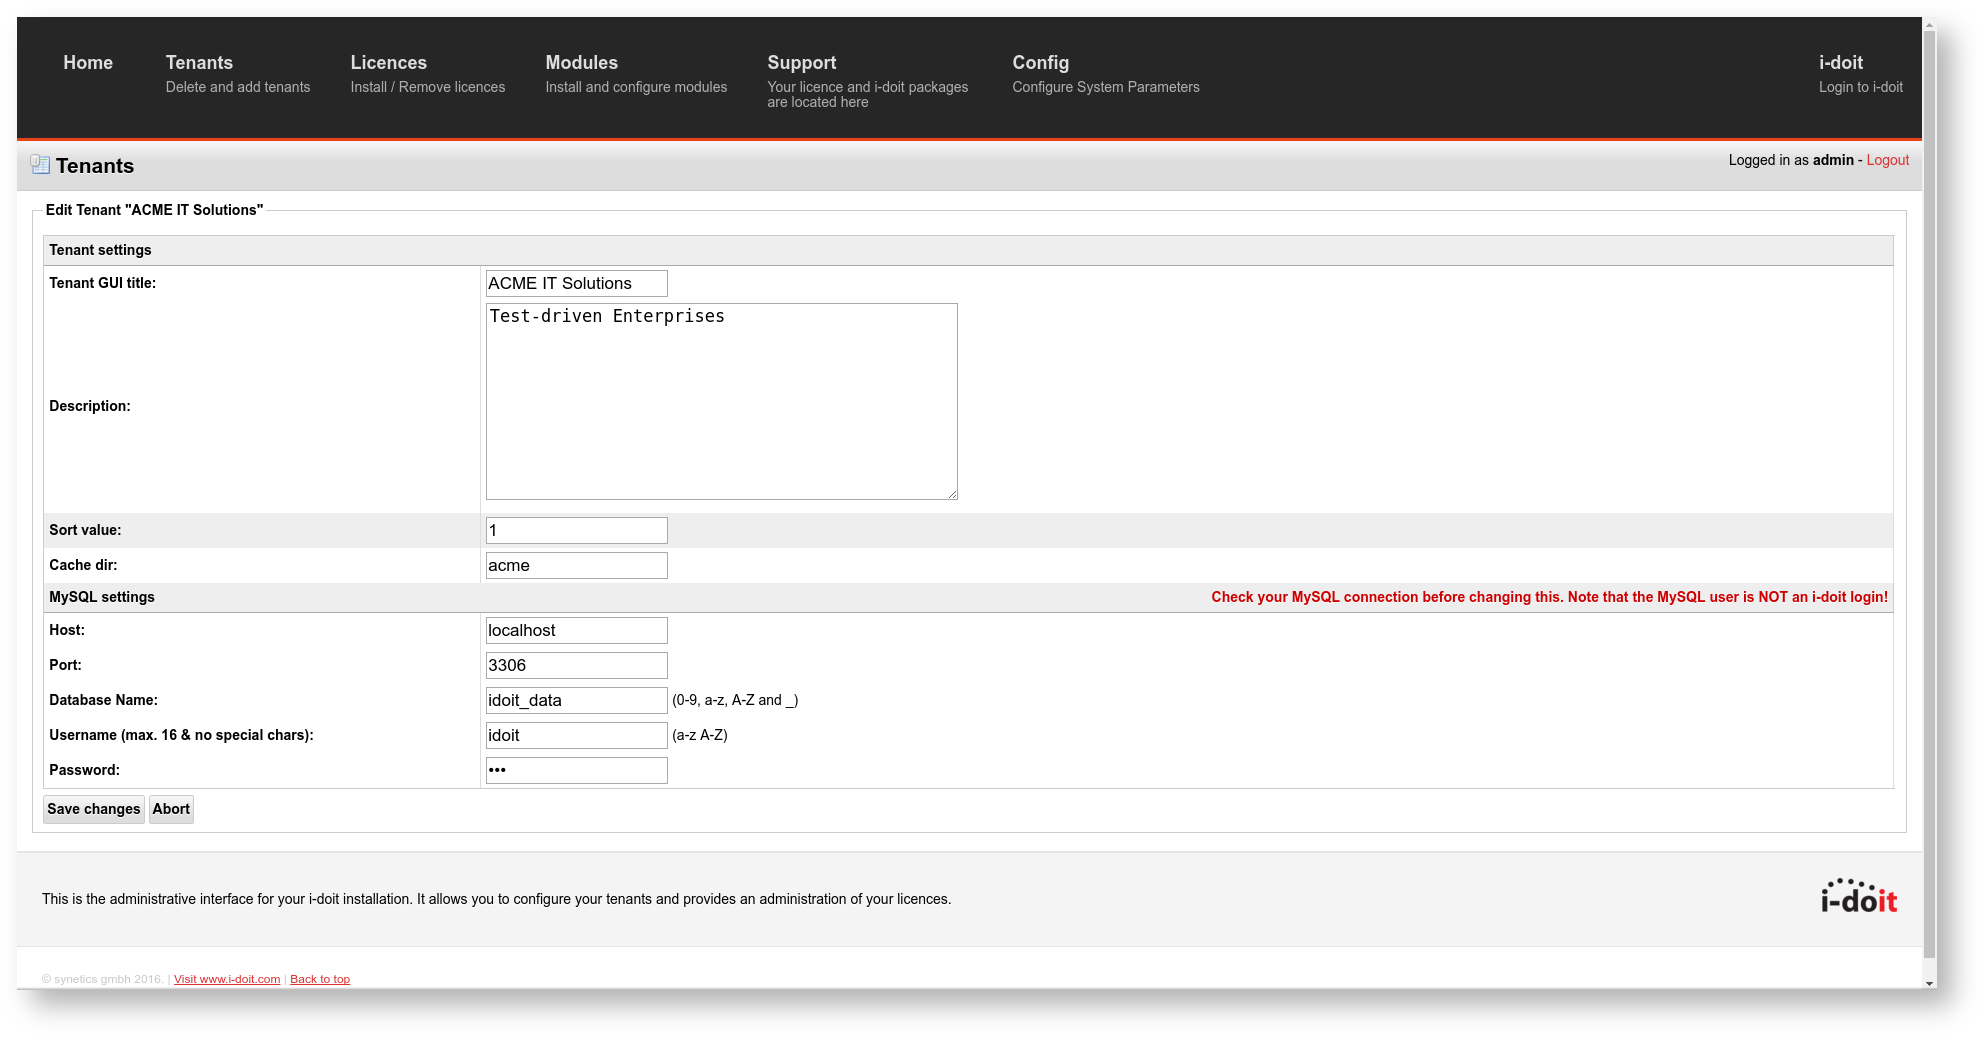 Home
Tenants
Delete and add tenants
Licences
Install / Remove licences
Modules
Install and configure modules
Support
Your licence and i-doit packages
are located here
Config
Configure System Parameters
i-doit
Login to i-doit
Tenants
Logged in as admin - Logout
Edit Tenant "ACME IT Solutions"
Tenant settings
Tenant GUI title: ACME IT Solutions
Description: Test-driven Enterprises
Sort value: 1
Cache dir: acme
MySQL settings Check your MySQL connection before changing this. Note that the MySQL user is NOT an i-doit login!
Host: localhost
Port: 3306
Database Name: idoit_data (0-9, a-z, A-Z and _)
Username (max. 16 & no special chars): idoit (a-z A-Z)
Password: •••
Save changes Abort
This is the administrative interface for your i-doit installation. It allows you to configure your tenants and provides an administration of your licences.
i-doit
© synetics gmbh 2016. | Visit www.i-doit.com | Back to top